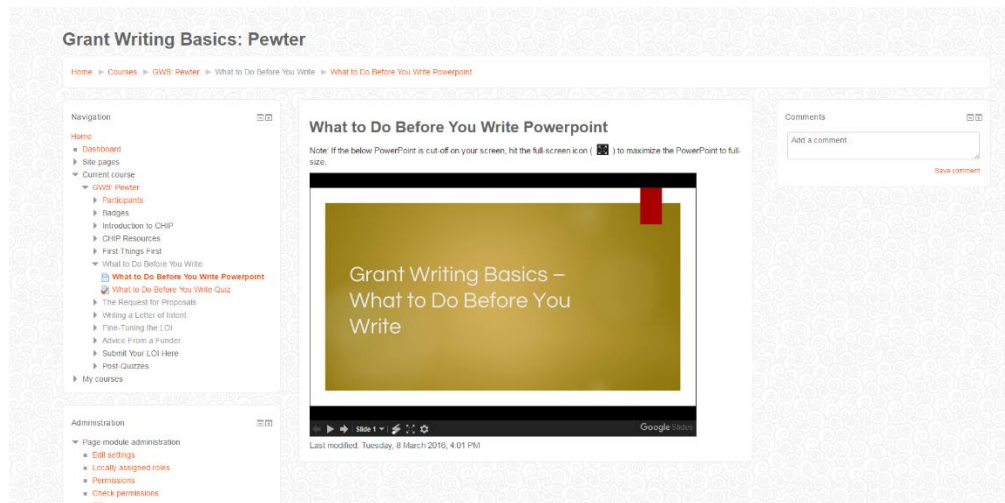 Grant Writing Basics: Pewter
Home ► Courses ► GWB: Pewter ► What to Do Before You Write ► What to Do Before You Write Powerpoint
Navigation
Home
Dashboard
Site pages
Current course
GWB: Pewter
Participants
Badges
Introduction to CHIP
CHIP Resources
First Things First
What to Do Before You Write
What to Do Before You Write Powerpoint
What to Do Before You Write Quiz
The Request for Proposals
Writing a Letter of Intent
Fine-Tuning the LOI
Advice From a Funder
Submit Your LOI Here
Post-Quizzes
My courses
Administration
Page module administration
Edit settings
Locally assigned roles
Permissions
Check permissions
What to Do Before You Write Powerpoint
Note: If the below PowerPoint is cut-off on your screen, hit the full-screen icon ( ) to maximize the PowerPoint to full-
size.
Grant Writing Basics –
What to Do Before You
Write
Slide 1
Google Slides
Last modified: Tuesday, 8 March 2016, 4:01 PM
Comments
Add a comment...
Save comment